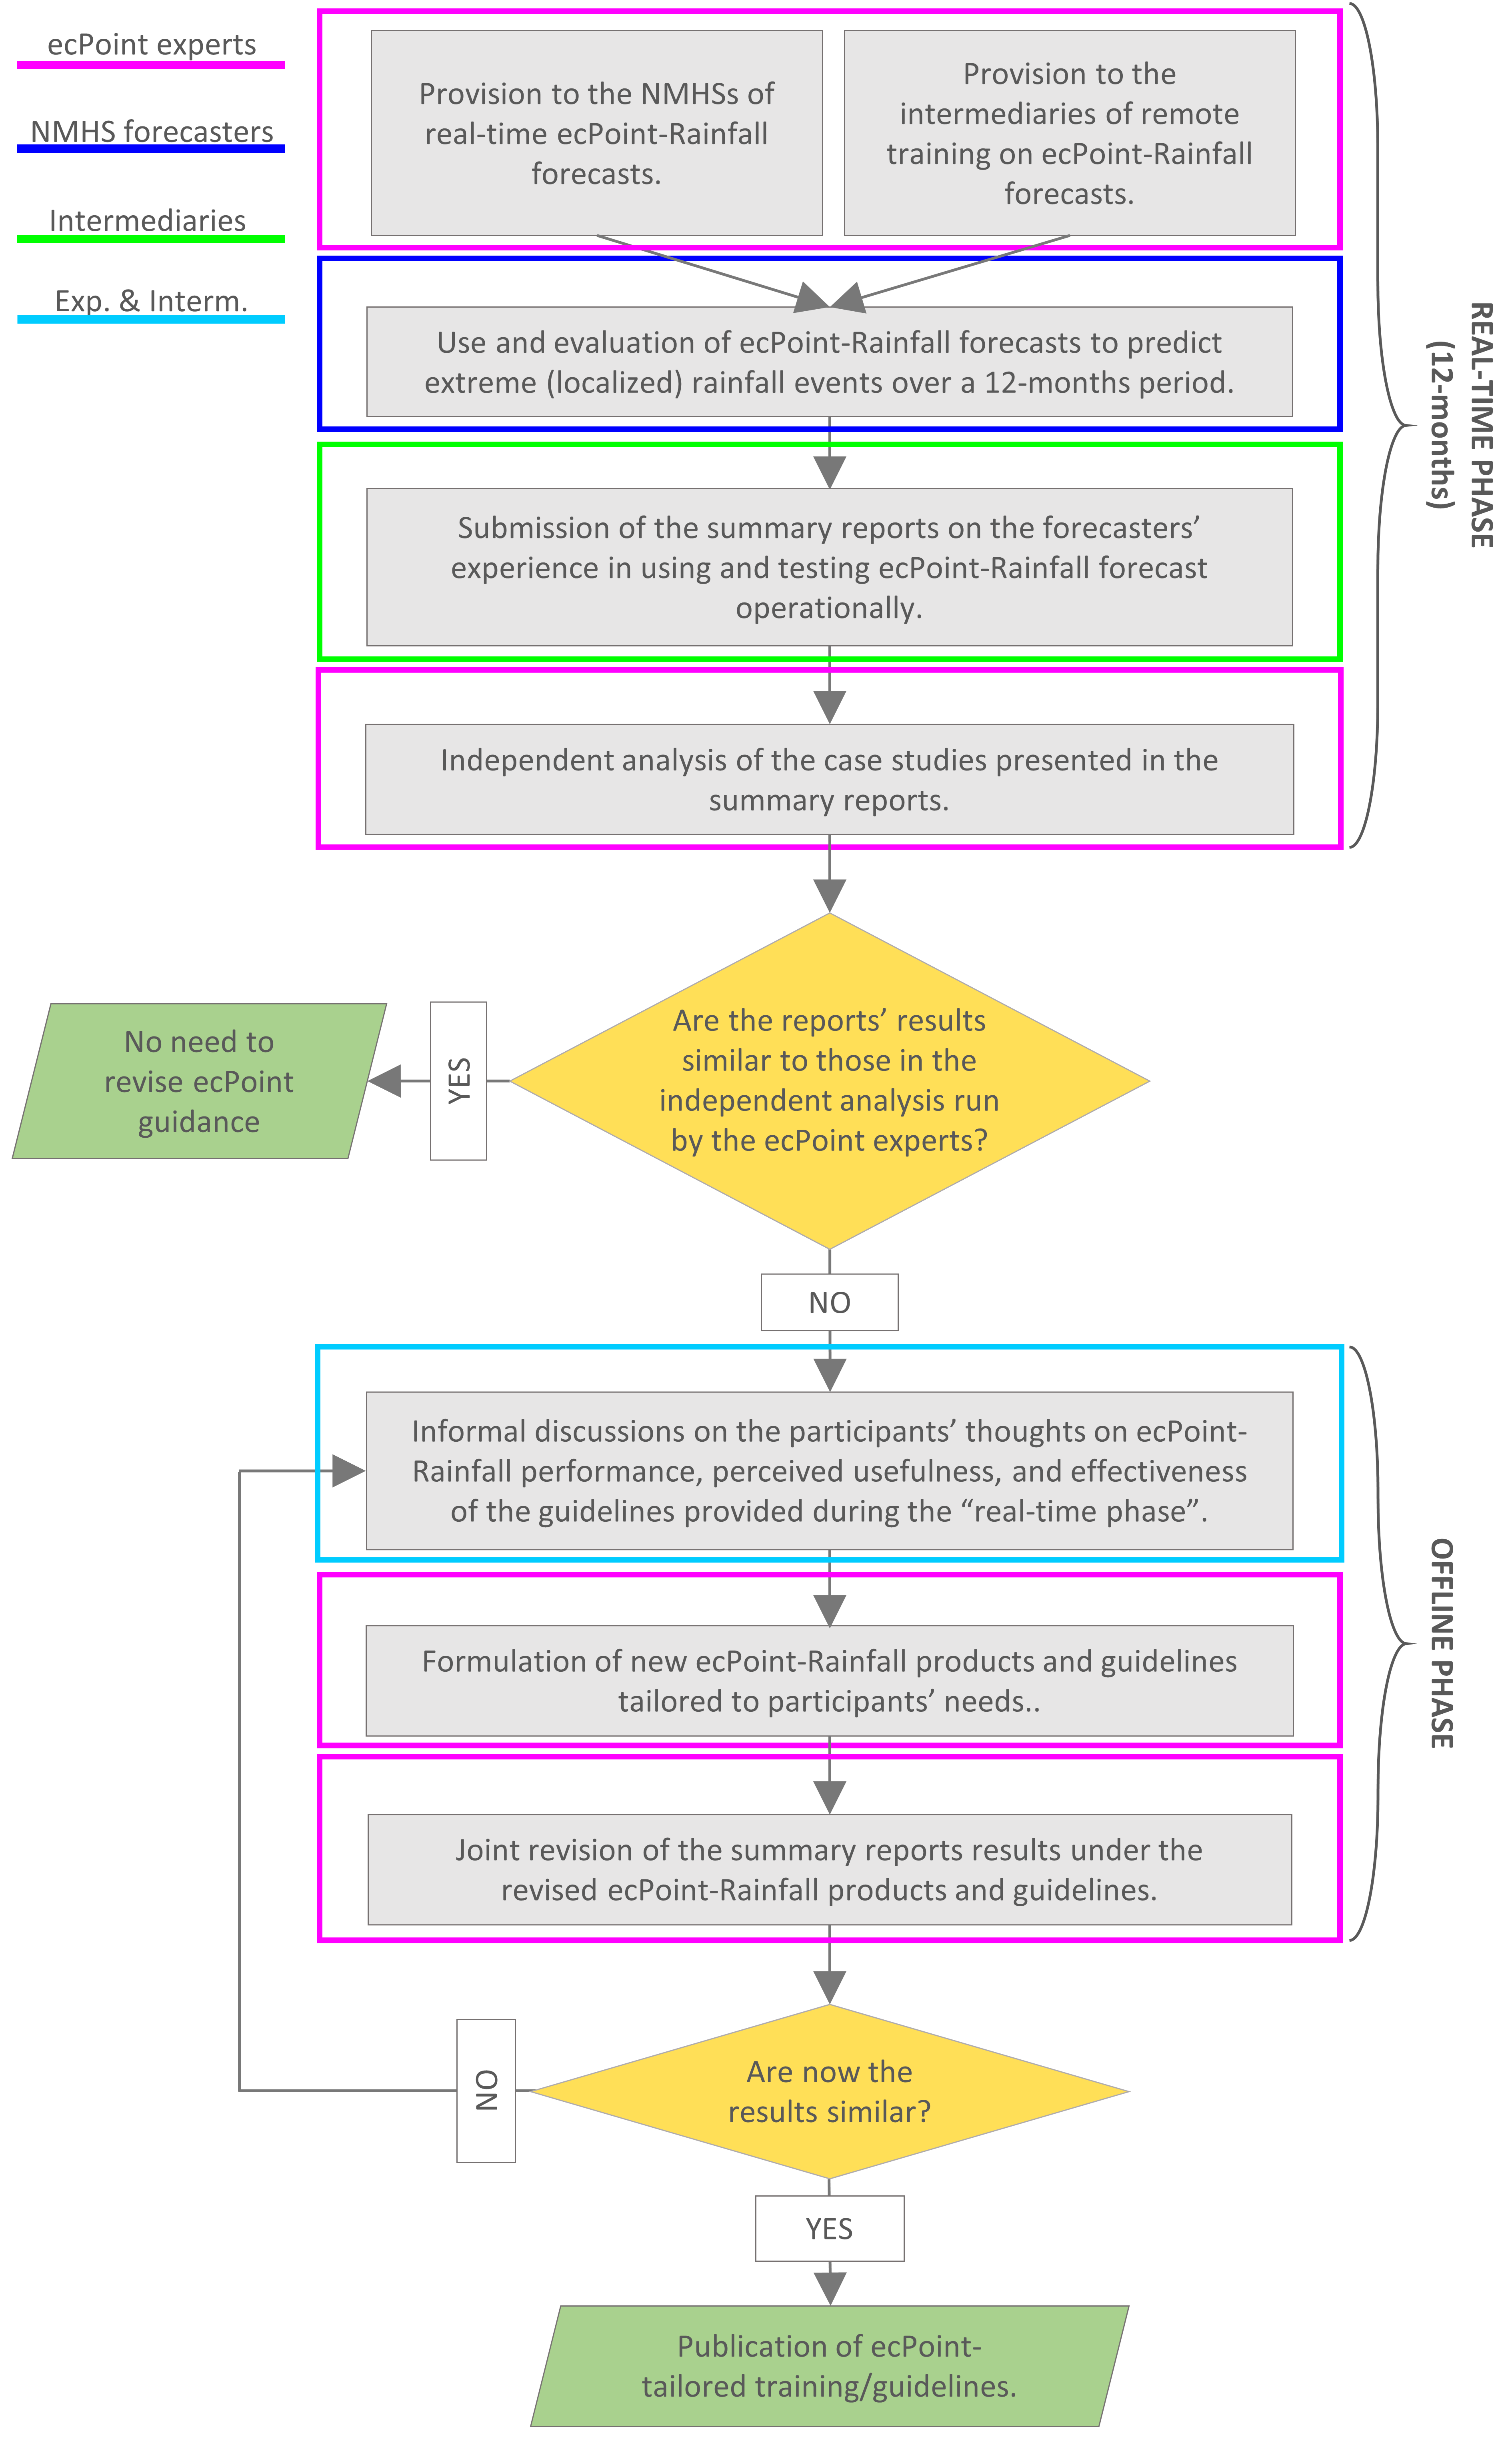 ecPoint experts
NMHS forecasters
Intermediaries
Exp. & Interm.
Provision to the NMHSs of
real-time ecPoint-Rainfall
forecasts.
Provision to the
intermediaries of remote
training on ecPoint-Rainfall
forecasts.
Use and evaluation of ecPoint-Rainfall forecasts to predict
extreme (localized) rainfall events over a 12-months period.
Submission of the summary reports on the forecasters’
experience in using and testing ecPoint-Rainfall forecast
operationally.
Independent analysis of the case studies presented in the
summary reports.
REAL-TIME PHASE
(12-months)
Are the reports’ results
similar to those in the
independent analysis run
by the ecPoint experts?
YES
No need to
revise ecPoint
guidance
NO
Informal discussions on the participants’ thoughts on ecPoint-
Rainfall performance, perceived usefulness, and effectiveness
of the guidelines provided during the “real-time phase”.
Formulation of new ecPoint-Rainfall products and guidelines
tailored to participants’ needs..
Joint revision of the summary reports results under the
revised ecPoint-Rainfall products and guidelines.
OFFLINE PHASE
Are now the
results similar?
NO
YES
Publication of ecPoint-
tailored training/guidelines.